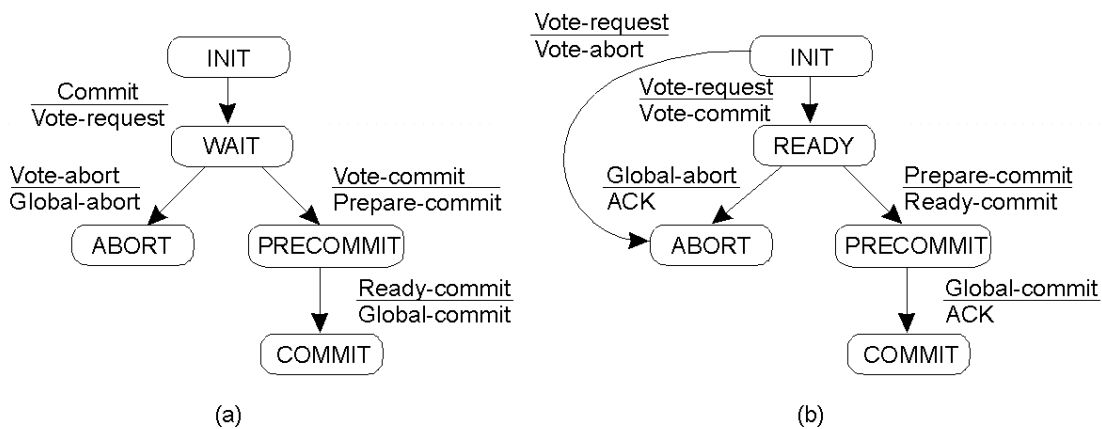 INIT
Commit
Vote-request
WAIT
Vote-abort
Global-abort
Vote-commit
Prepare-commit
ABORT
PRECOMMIT
Ready-commit
Global-commit
COMMIT
(a)
Vote-request
Vote-abort
INIT
Vote-request
Vote-commit
READY
Global-abort
ACK
Prepare-commit
Ready-commit
ABORT
PRECOMMIT
Global-commit
ACK
COMMIT
(b)